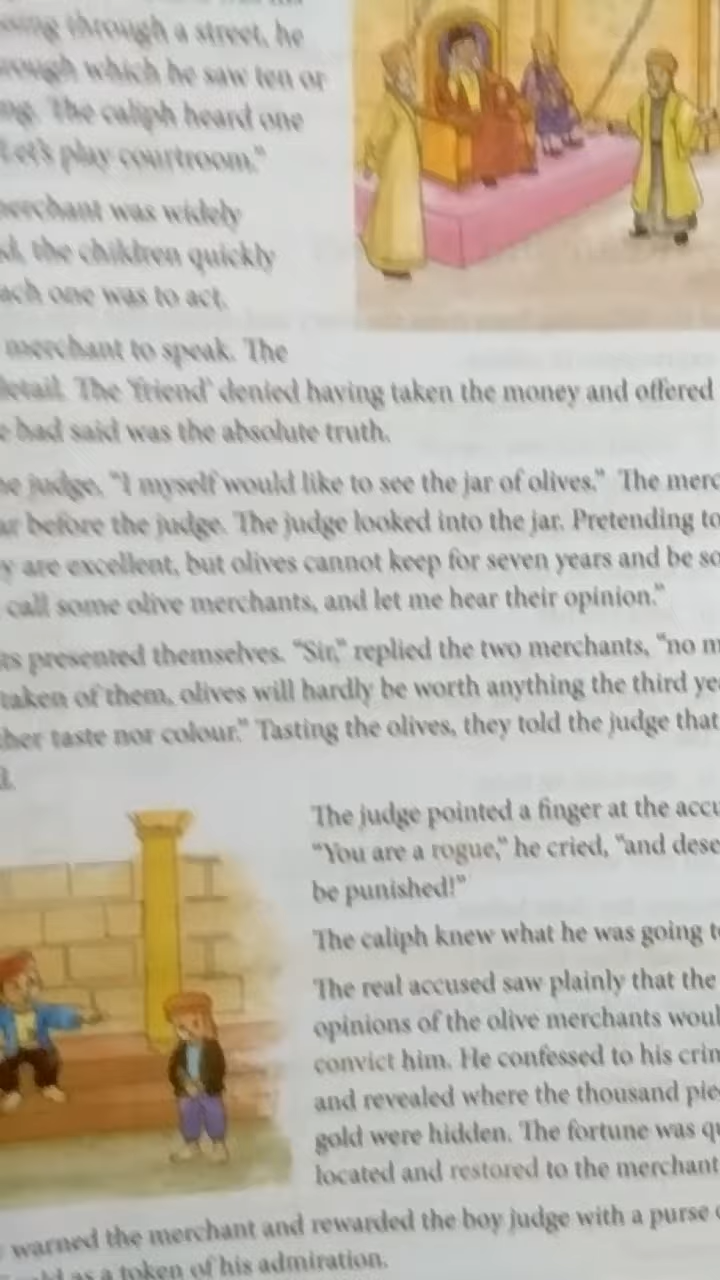 through a street, he
through which he saw ten or
The caliph heard one
"Let's play courtroom."
merchant was widely
the children quickly
each one was to act.
merchant to speak. The
detail. The 'friend' denied having taken the money and offered
had said was the absolute truth.
judge, "I myself would like to see the jar of olives." The merc
before the judge. The judge looked into the jar. Pretending to
are excellent, but olives cannot keep for seven years and be so
call some olive merchants, and let me hear their opinion."
presented themselves. "Sir," replied the two merchants, "no m
taken of them, olives will hardly be worth anything the third ye
taste nor colour." Tasting the olives, they told the judge that
The judge pointed a finger at the accu
"You are a rogue," he cried, "and dese
be punished!"
The caliph knew what he was going t
The real accused saw plainly that the
opinions of the olive merchants woul
convict him. He confessed to his crim
and revealed where the thousand pie
gold were hidden. The fortune was qu
located and restored to the merchant
warned the merchant and rewarded the boy judge with a purse
as a token of his admiration.